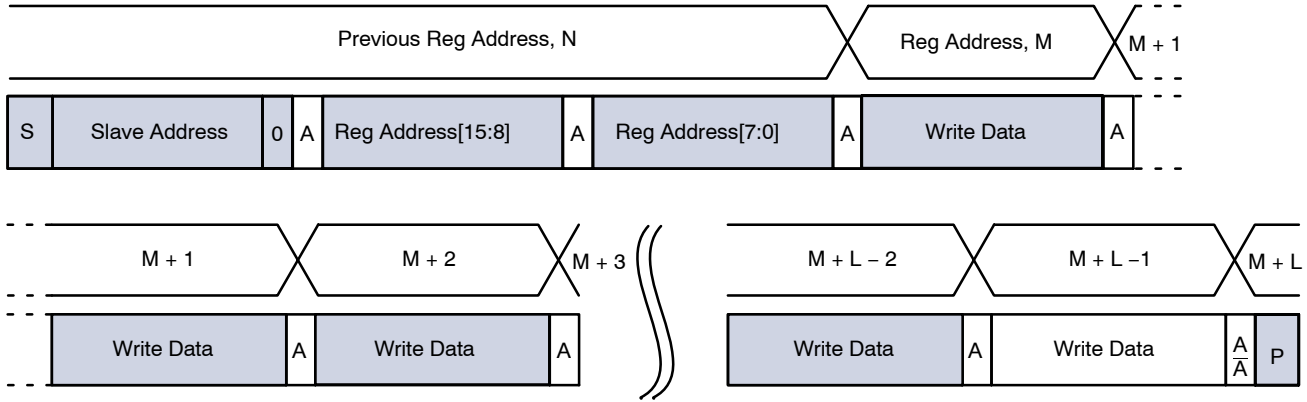 Previous Reg Address, N
Reg Address, M
M + 1
S
Slave Address
0
A
Reg Address[15:8]
A
Reg Address[7:0]
A
Write Data
A
M + 1
M + 2
M + 3
M + L – 2
M + L –1
M + L
Write Data
A
Write Data
A
Write Data
A
Write Data
A
A̅
P